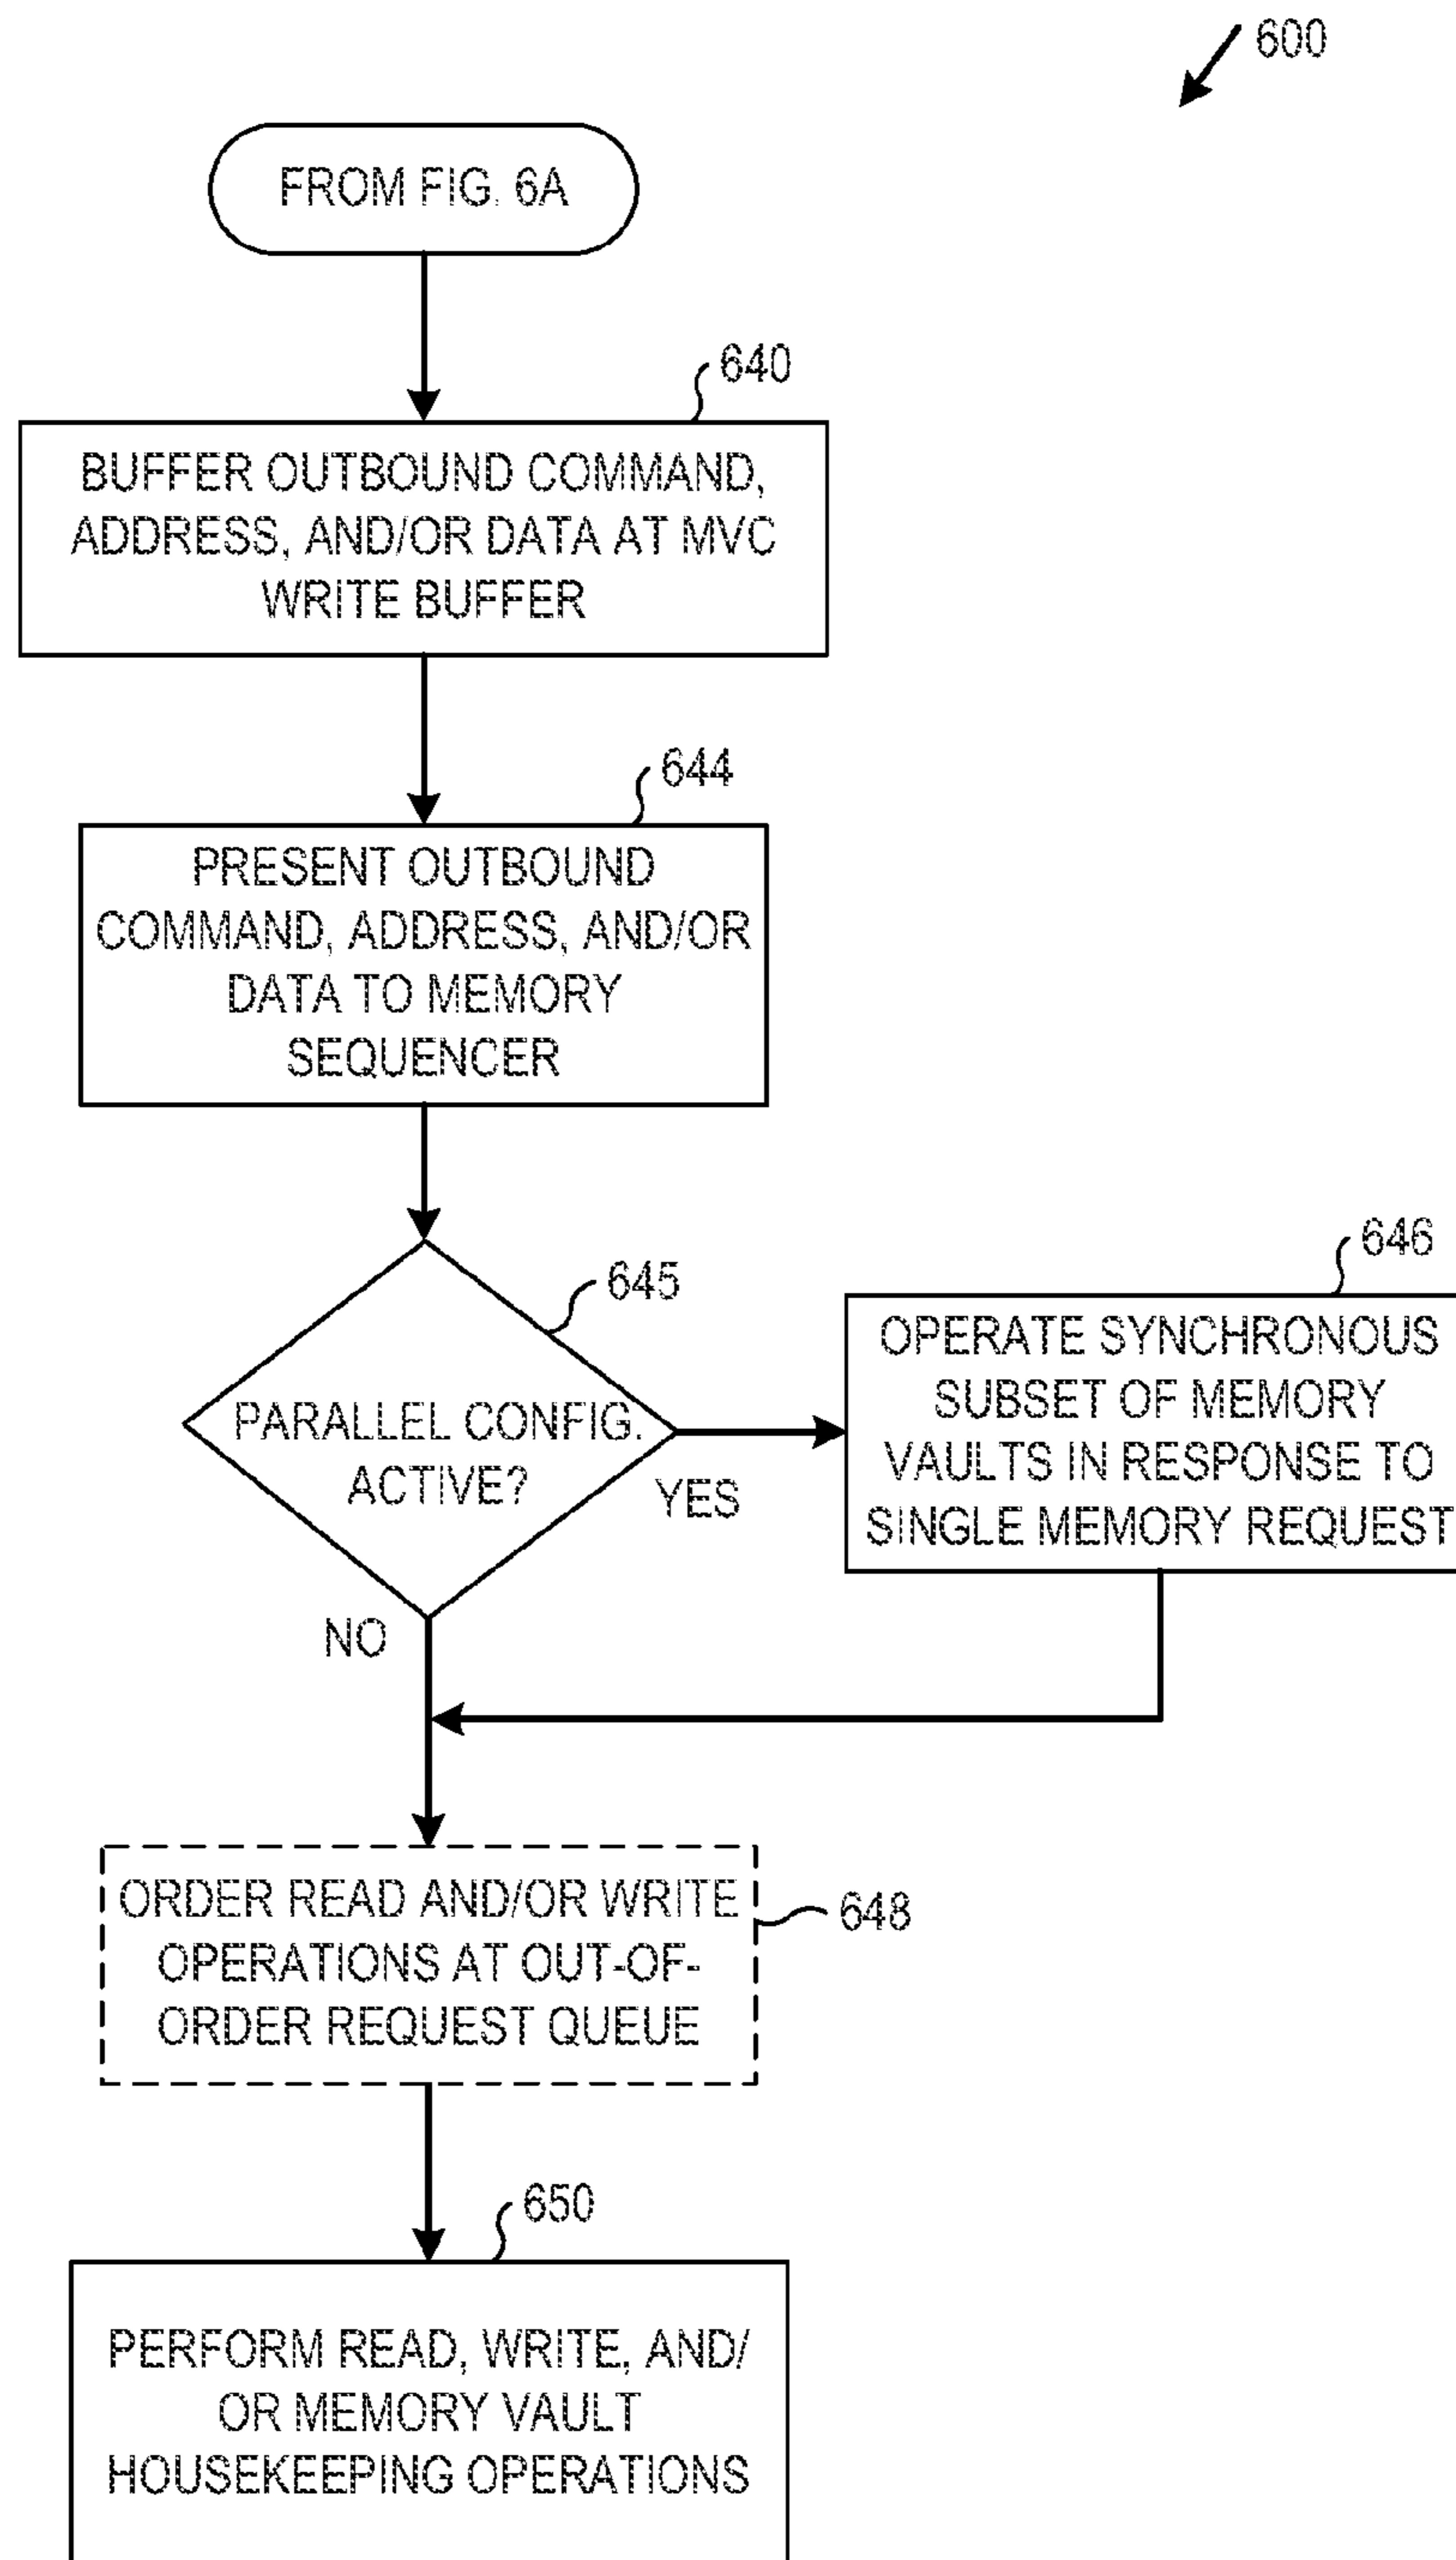 600
FROM FIG. 6A
640
BUFFER OUTBOUND COMMAND,
ADDRESS, AND/OR DATA AT MVC
WRITE BUFFER
644
PRESENT OUTBOUND
COMMAND, ADDRESS, AND/OR
DATA TO MEMORY
SEQUENCER
645
PARALLEL CONFIG.
ACTIVE?
YES
646
OPERATE SYNCHRONOUS
SUBSET OF MEMORY
VAULTS IN RESPONSE TO
SINGLE MEMORY REQUEST
NO
ORDER READ AND/OR WRITE
OPERATIONS AT OUT-OF-
ORDER REQUEST QUEUE
648
650
PERFORM READ, WRITE, AND/
OR MEMORY VAULT
HOUSEKEEPING OPERATIONS